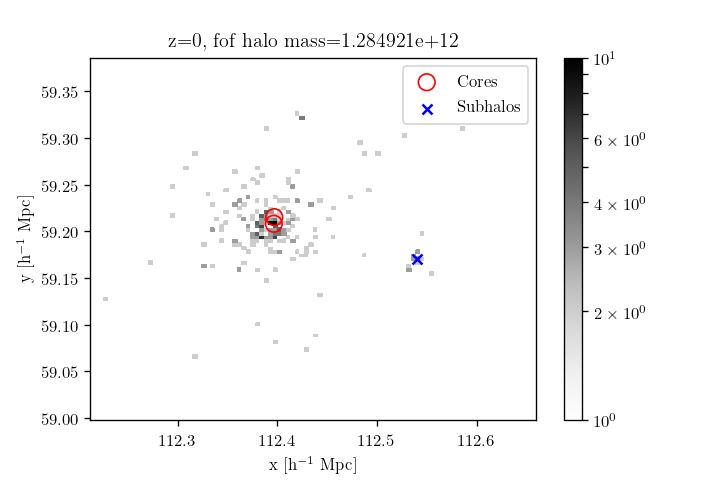 z=0, fof halo mass=1.284921e+12
Cores
Subhalos
y [h⁻¹ Mpc]
59.35
59.30
59.25
59.20
59.15
59.10
59.05
59.00
112.3
112.4
112.5
112.6
x [h⁻¹ Mpc]
10¹
6 × 10⁰
4 × 10⁰
3 × 10⁰
2 × 10⁰
10⁰